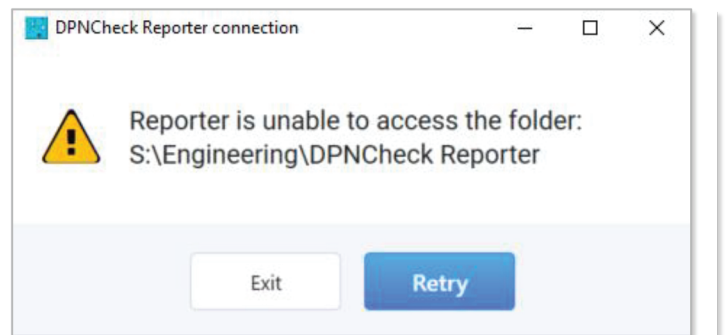 DPNCheck Reporter connection
Reporter is unable to access the folder:
S:\Engineering\DPNCheck Reporter
Exit
Retry